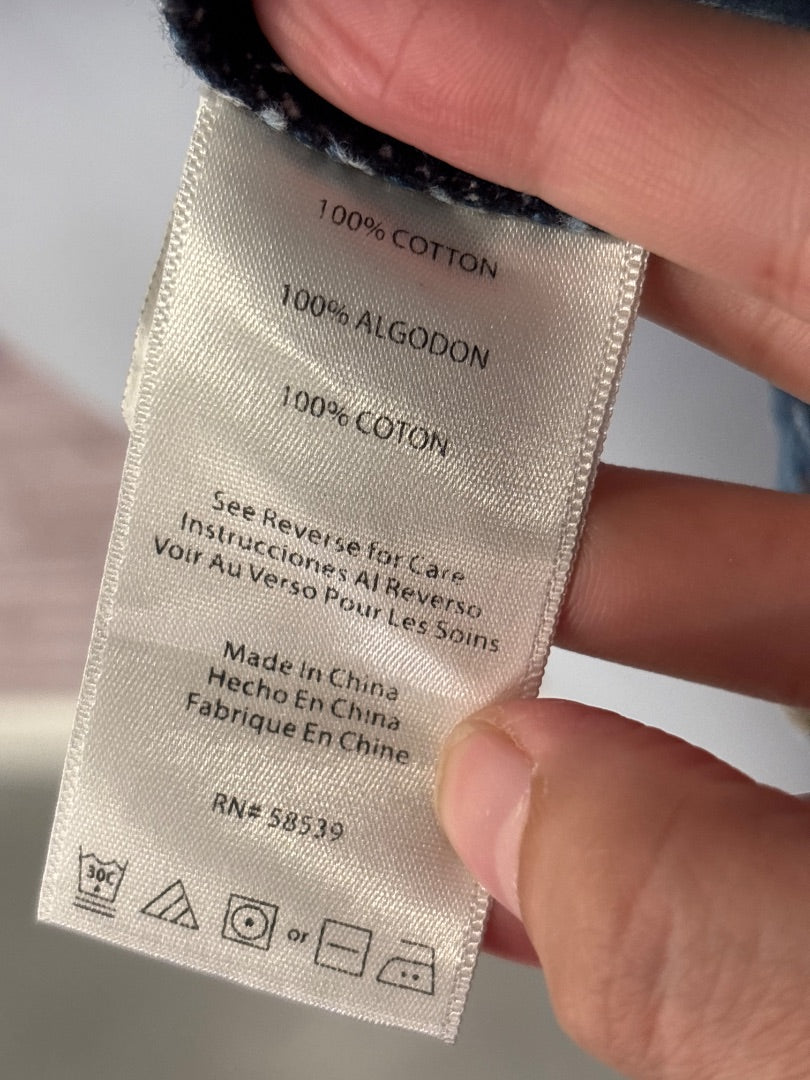 100% COTTON
100% ALGODON
100% COTON
See Reverse for Care
Instrucciones Al Reverso
Voir Au Verso Pour Les Soins
Made In China
Hecho En China
Fabrique En Chine
RN# 58539
30C
or